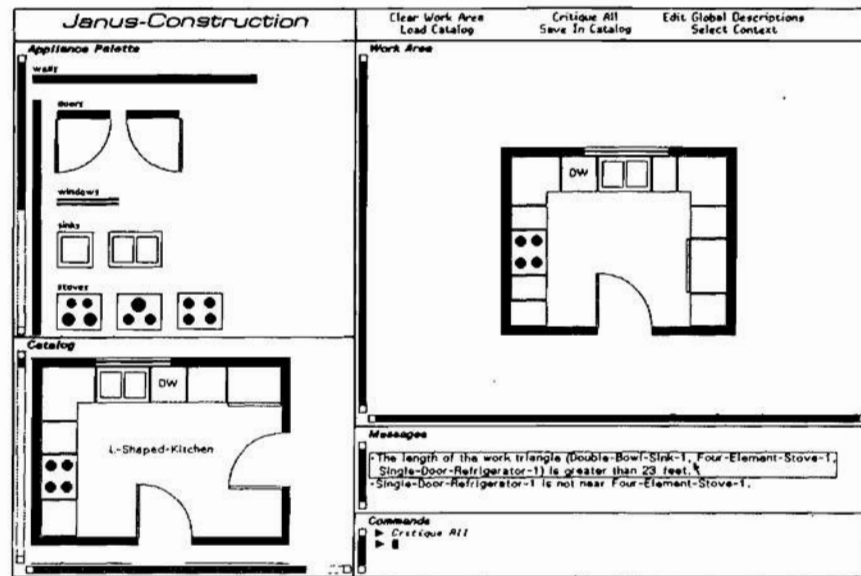 Janus-Construction
Clear Work Area
Critique All
Edit Global Descriptions
Load Catalog
Save In Catalog
Select Context
Appliance Palette
walls
doors
windows
sinks
stoves
Work Area
DW
Catalog
DW
L-Shaped-Kitchen
Messages
-The length of the work triangle (Double-Bowl-Sink-1, Four-Element-Stove-1,
Single-Door-Refrigerator-1) is greater than 23 feet.
-Single-Door-Refrigerator-1 is not near Four-Element-Stove-1.
Commands
Critique All